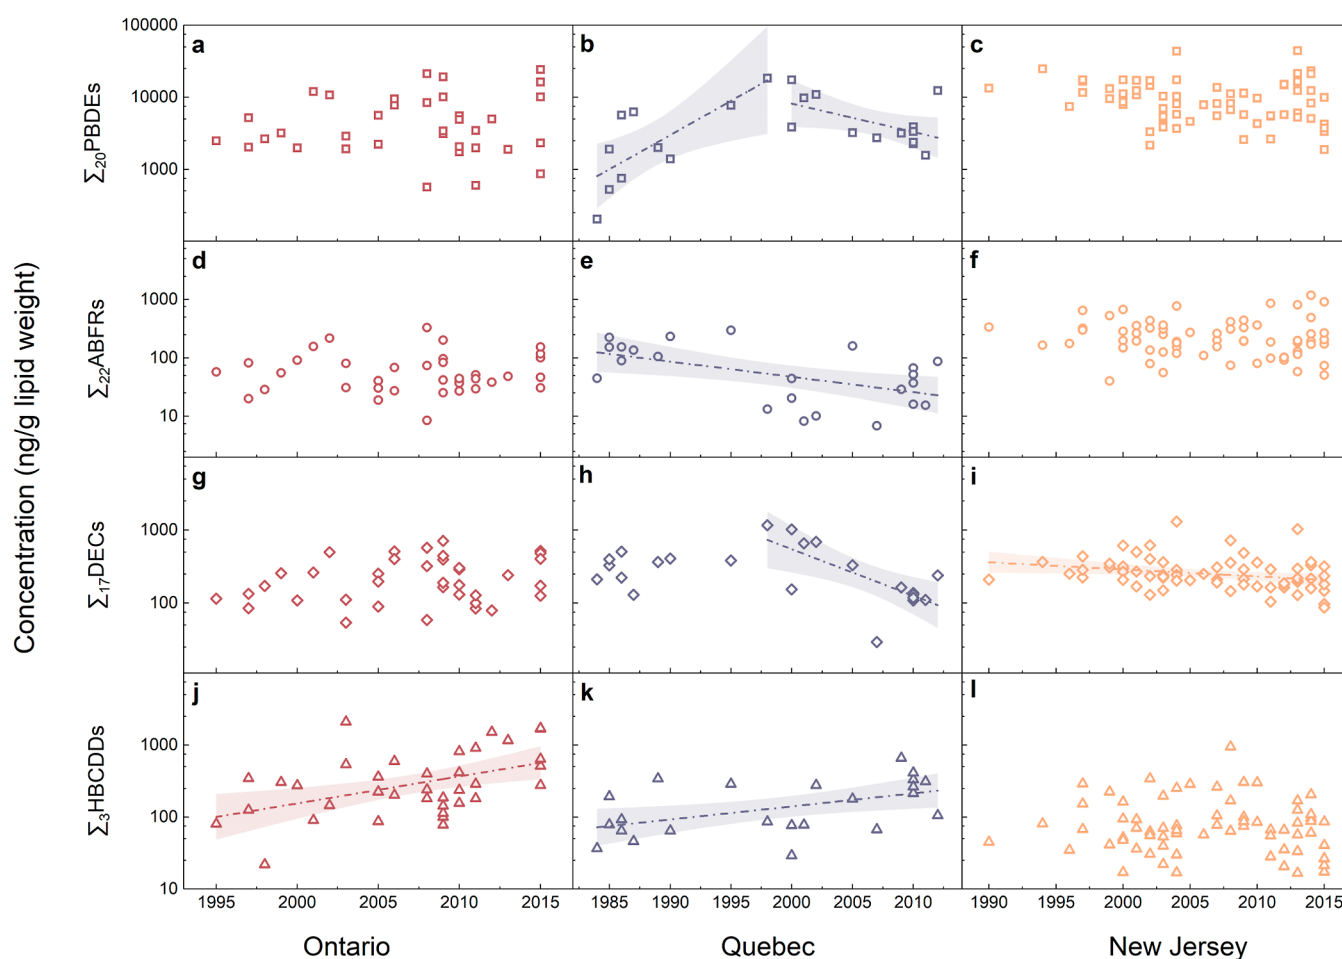 100000
10000
1000
Σ20PBDEs
a
b
c
1000
100
10
Σ22ABFRs
d
e
f
1000
100
Σ17DECs
g
h
i
1000
100
10
Σ3HBCDDs
j
k
l
Concentration (ng/g lipid weight)
1995 2000 2005 2010 2015 1985 1990 1995 2000 2005 2010 1990 1995 2000 2005 2010 2015
Ontario Quebec New Jersey